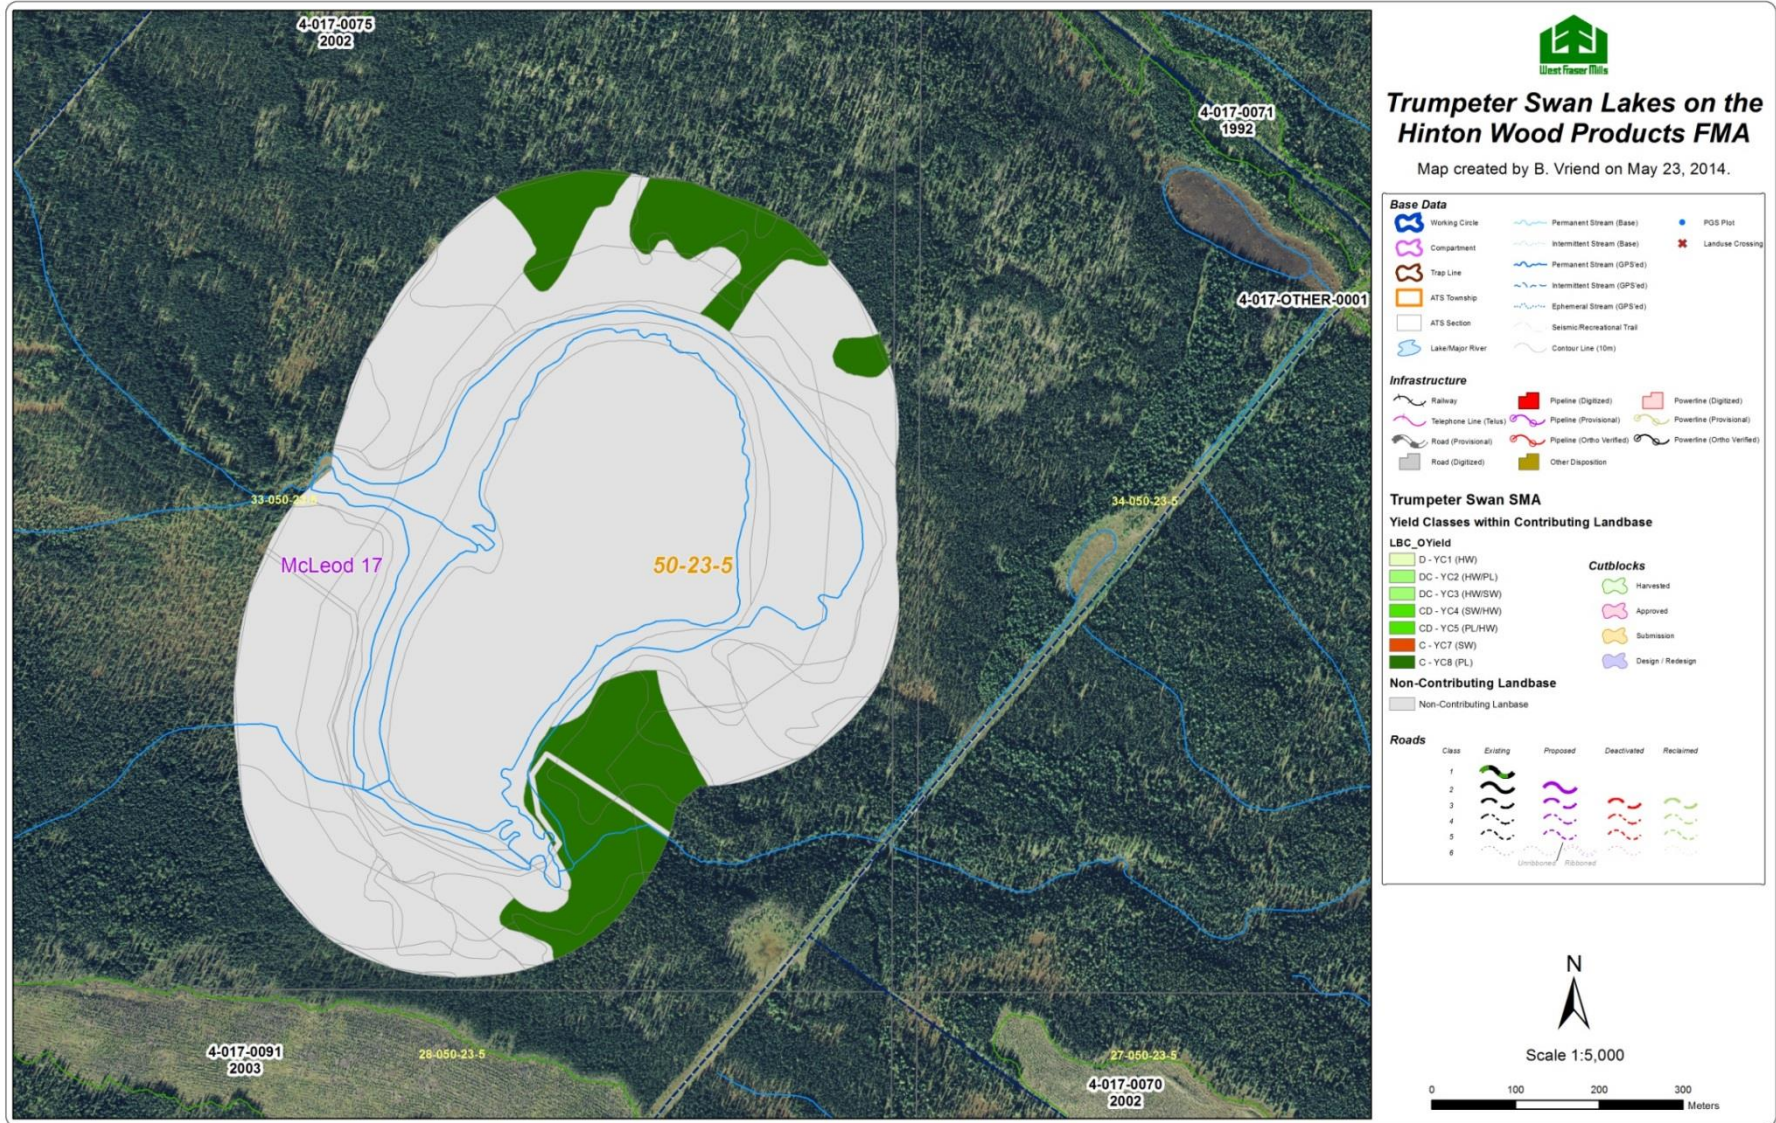 4-017-0075
2002
4-017-0071
1992
4-017-OTHER-0001
33-050-23-5
34-050-23-5
McLeod 17
50-23-5
4-017-0091
2003
28-050-23-5
27-050-23-5
4-017-0070
2002
West Fraser Mills
Trumpeter Swan Lakes on the
Hinton Wood Products FMA
Map created by B. Vriend on May 23, 2014.
Base Data
Working Circle
Permanent Stream (Base)
PGS Plot
Compartment
Intermittent Stream (Base)
Landuse Crossing
Trap Line
Permanent Stream (GPS'ed)
ATS Township
Intermittent Stream (GPS'ed)
ATS Section
Ephemeral Stream (GPS'ed)
Seismic/Recreational Trail
Lake/Major River
Contour Line (10m)
Infrastructure
Railway
Pipeline (Digitized)
Powerline (Digitized)
Telephone Line (Telus)
Pipeline (Provisional)
Powerline (Provisional)
Road (Provisional)
Pipeline (Ortho Verified)
Powerline (Ortho Verified)
Road (Digitized)
Other Disposition
Trumpeter Swan SMA
Yield Classes within Contributing Landbase
LBC_OYield
D - YC1 (HW)
DC - YC2 (HW/PL)
DC - YC3 (HW/SW)
CD - YC4 (SW/HW)
CD - YC5 (PL/HW)
C - YC7 (SW)
C - YC8 (PL)
Cutblocks
Harvested
Approved
Submission
Design / Redesign
Non-Contributing Landbase
Non-Contributing Lanbase
Roads
Class Existing Proposed Deactivated Reclaimed
1
2
3
4
5
6
Unribboned Ribboned
N
Scale 1:5,000
0 100 200 300
Meters